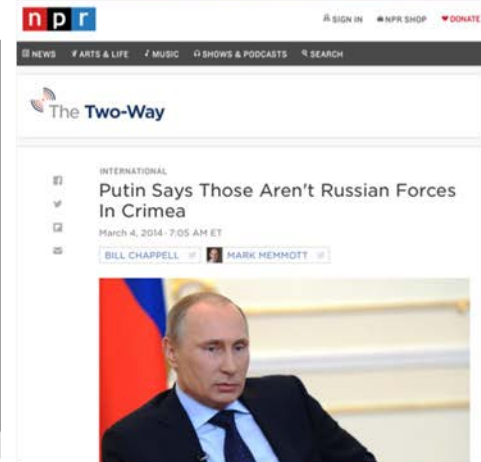 npr
SIGN IN NPR SHOP DONATE
NEWS ARTS & LIFE MUSIC SHOWS & PODCASTS SEARCH
The Two-Way
INTERNATIONAL
Putin Says Those Aren't Russian Forces
In Crimea
March 4, 2014 · 7:05 AM ET
BILL CHAPPELL MARK MEMMOTT